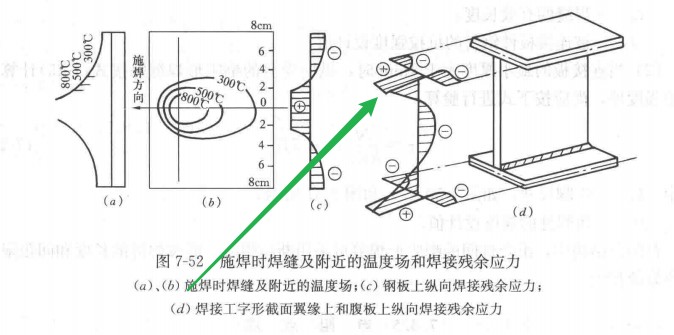 800℃
500℃
300℃
施焊方向
300℃
500℃
800℃
8cm
6
4
2
0
2
4
6
8cm
(a)
(b)
(c)
(d)
图 7-52 施焊时焊缝及附近的温度场和焊接残余应力
(a)、(b) 施焊时焊缝及附近的温度场;(c) 钢板上纵向焊接残余应力;
(d) 焊接工字形截面翼缘上和腹板上纵向焊接残余应力